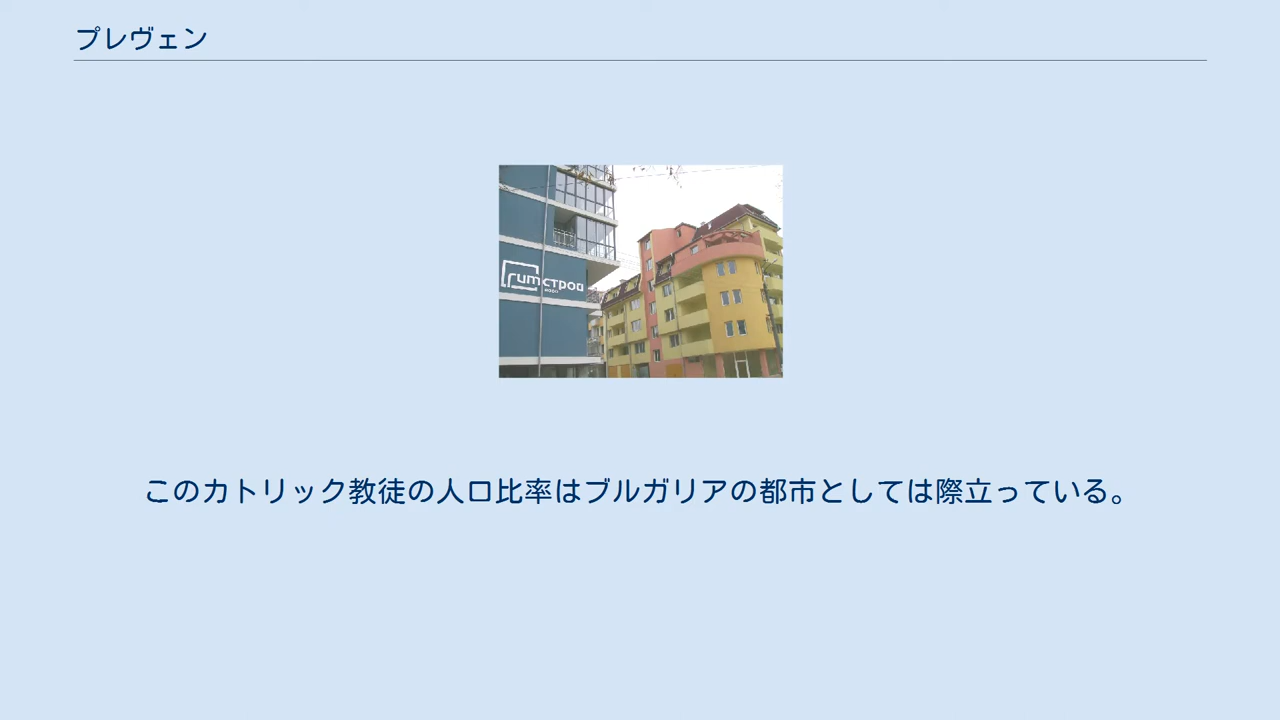 プレヴェン
гитстрой
このカトリック教徒の人口比率はブルガリアの都市としては際立っている。